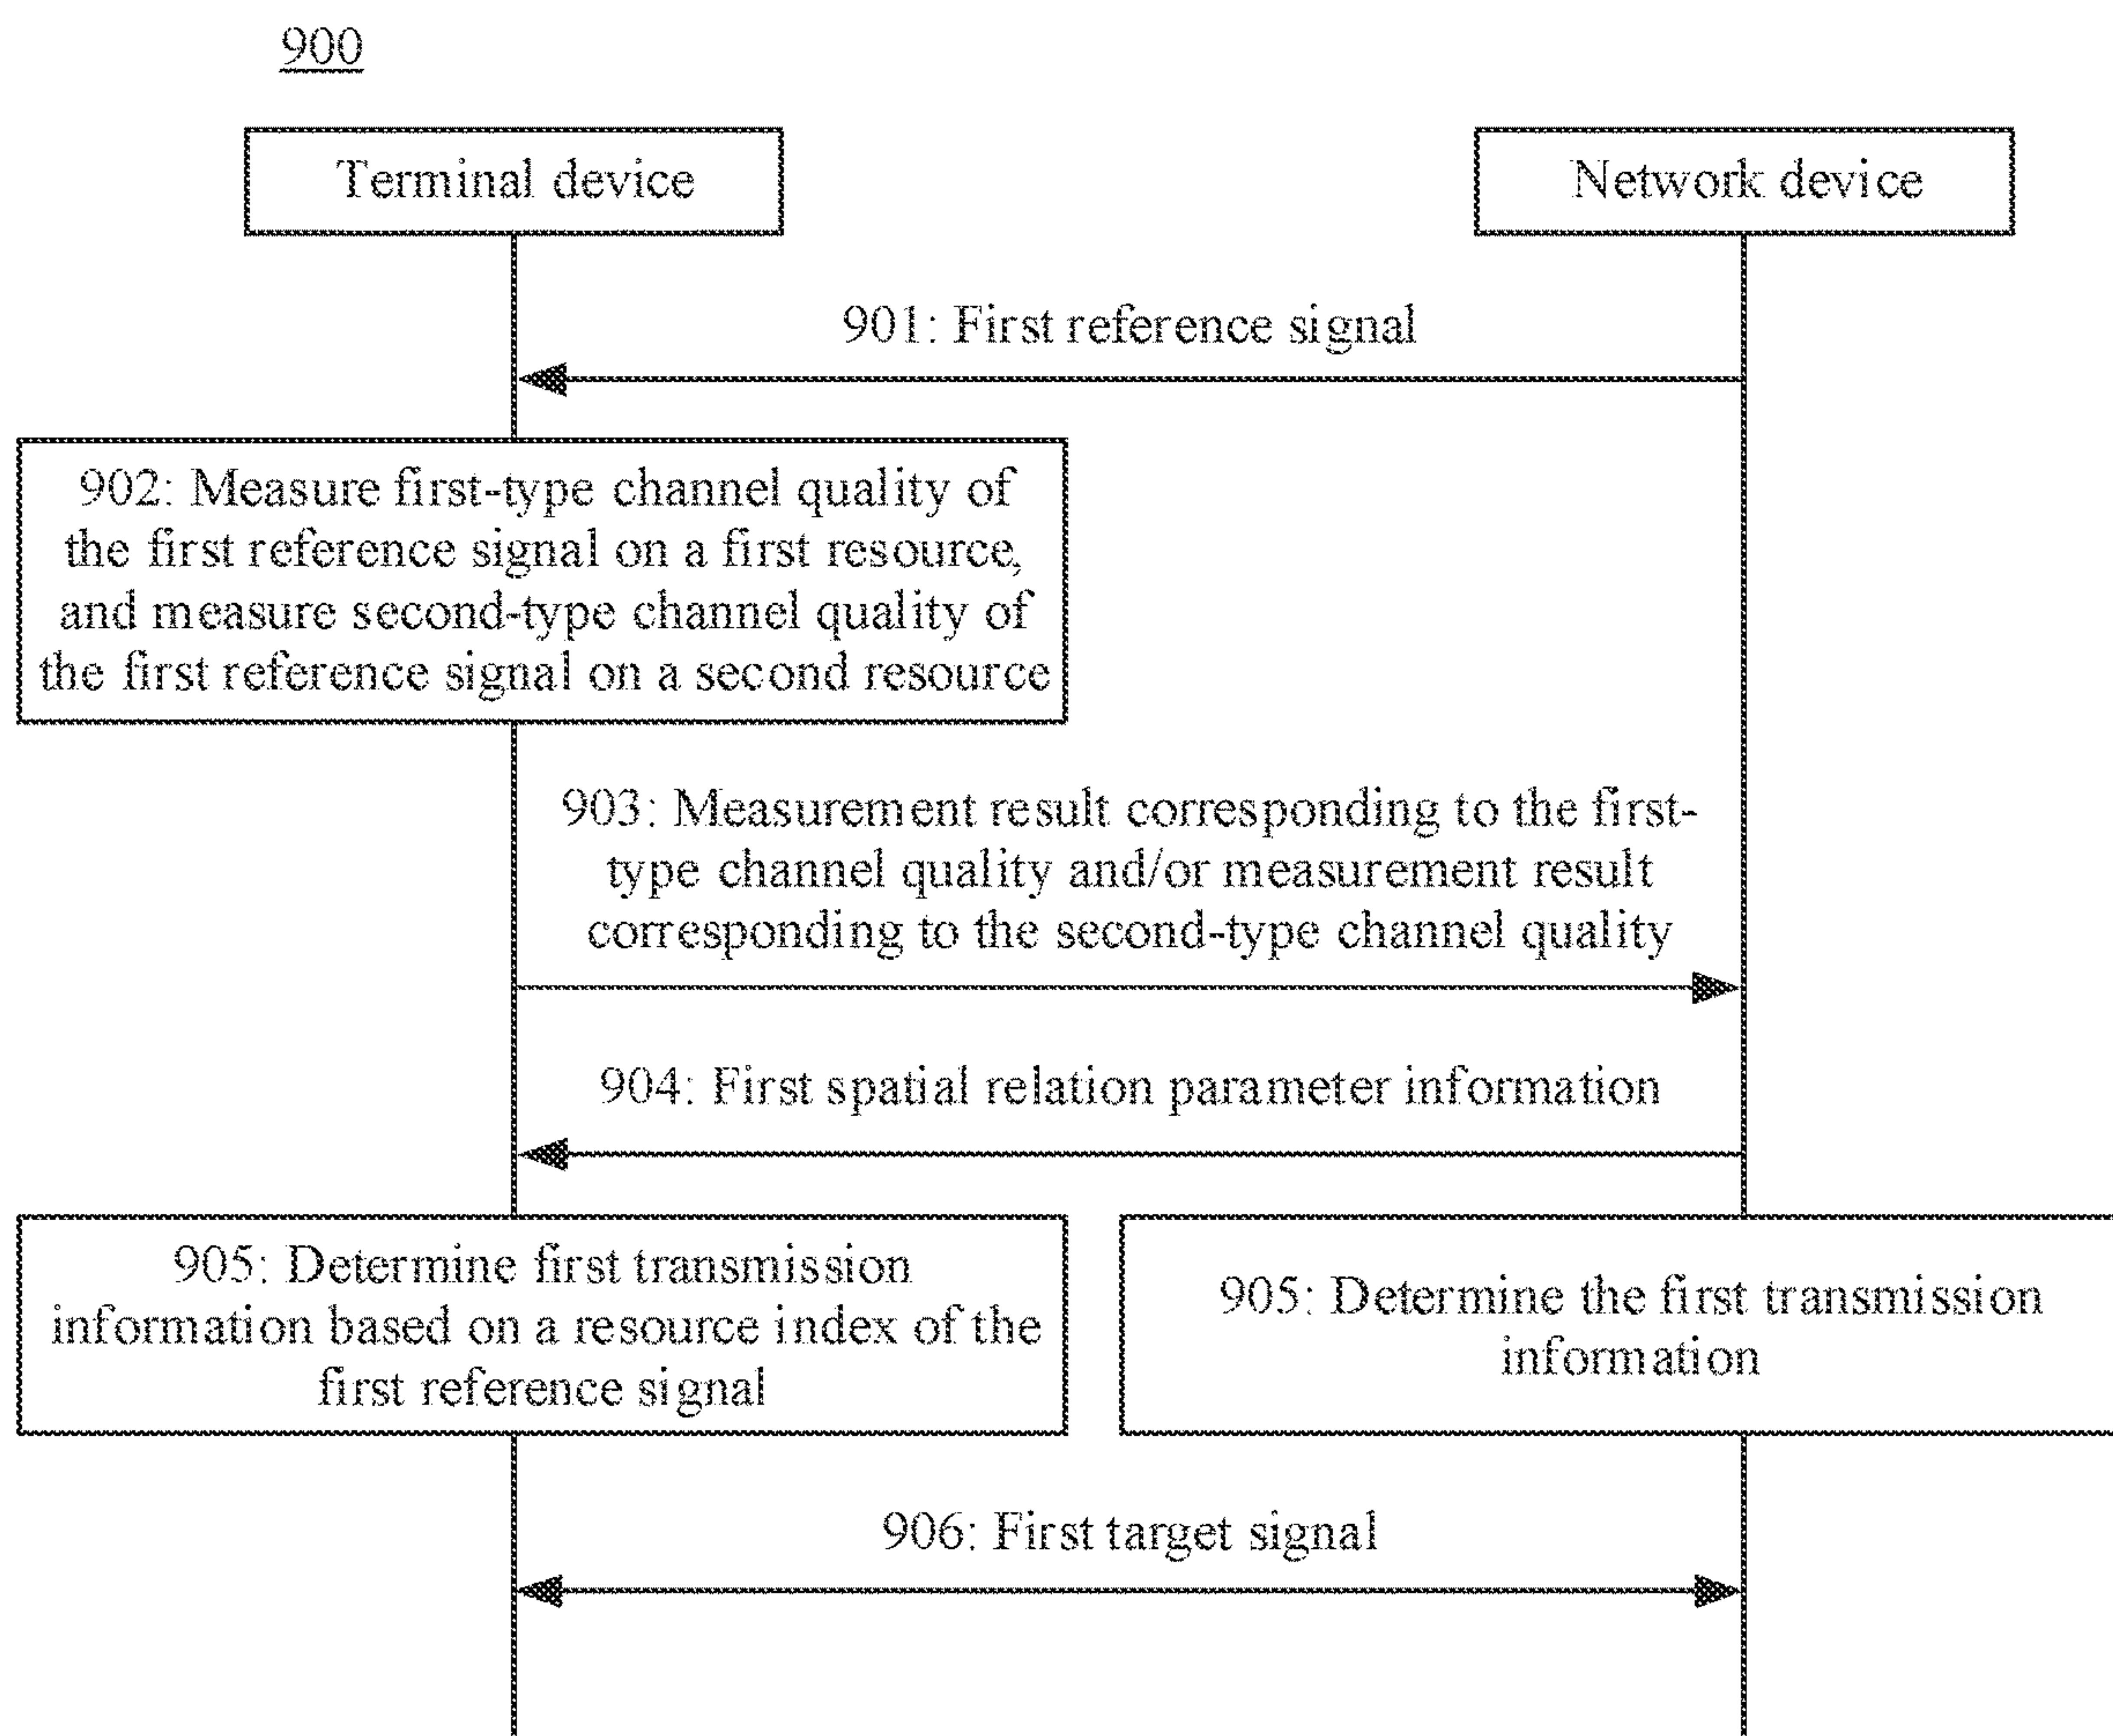 900
Terminal device
Network device
901: First reference signal
902: Measure first-type channel quality of
the first reference signal on a first resource,
and measure second-type channel quality of
the first reference signal on a second resource
903: Measurement result corresponding to the first-
type channel quality and/or measurement result
corresponding to the second-type channel quality
904: First spatial relation parameter information
905: Determine first transmission
information based on a resource index of the
first reference signal
905: Determine the first transmission
information
906: First target signal